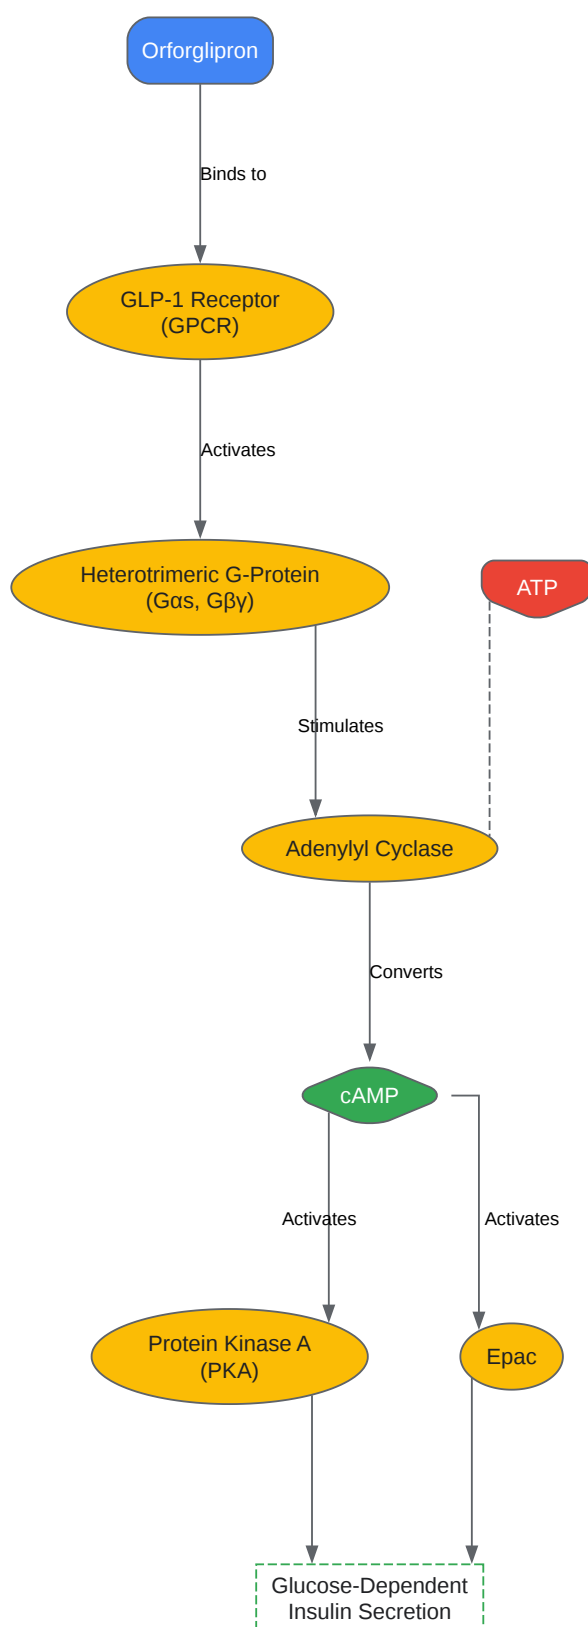 Orforglipron
Binds to
GLP-1 Receptor
(GPCR)
Activates
Heterotrimeric G-Protein
(Gαs, Gβγ)
ATP
Stimulates
Adenylyl Cyclase
Converts
cAMP
Activates
Activates
Protein Kinase A
(PKA)
Epac
Glucose-Dependent
Insulin Secretion